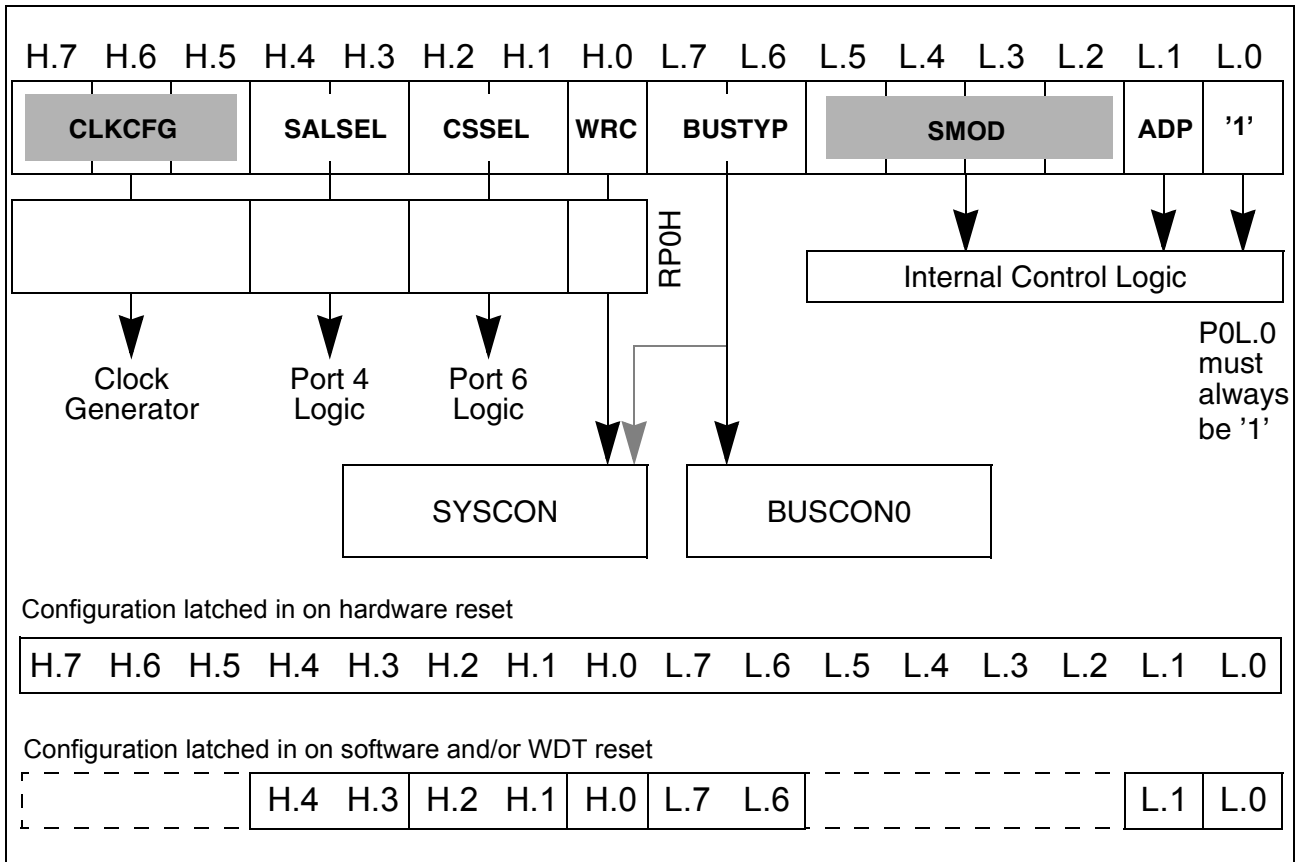 H.7 H.6 H.5 H.4 H.3 H.2 H.1 H.0 L.7 L.6 L.5 L.4 L.3 L.2 L.1 L.0
CLKCFG SALSEL CSSEL WRC BUSTYP SMOD ADP '1'
RP0H
Internal Control Logic
P0L.0
must
always
be '1'
Clock
Generator
Port 4
Logic
Port 6
Logic
SYSCON
BUSCON0
Configuration latched in on hardware reset
H.7 H.6 H.5 H.4 H.3 H.2 H.1 H.0 L.7 L.6 L.5 L.4 L.3 L.2 L.1 L.0
Configuration latched in on software and/or WDT reset
H.4 H.3 H.2 H.1 H.0 L.7 L.6 L.1 L.0